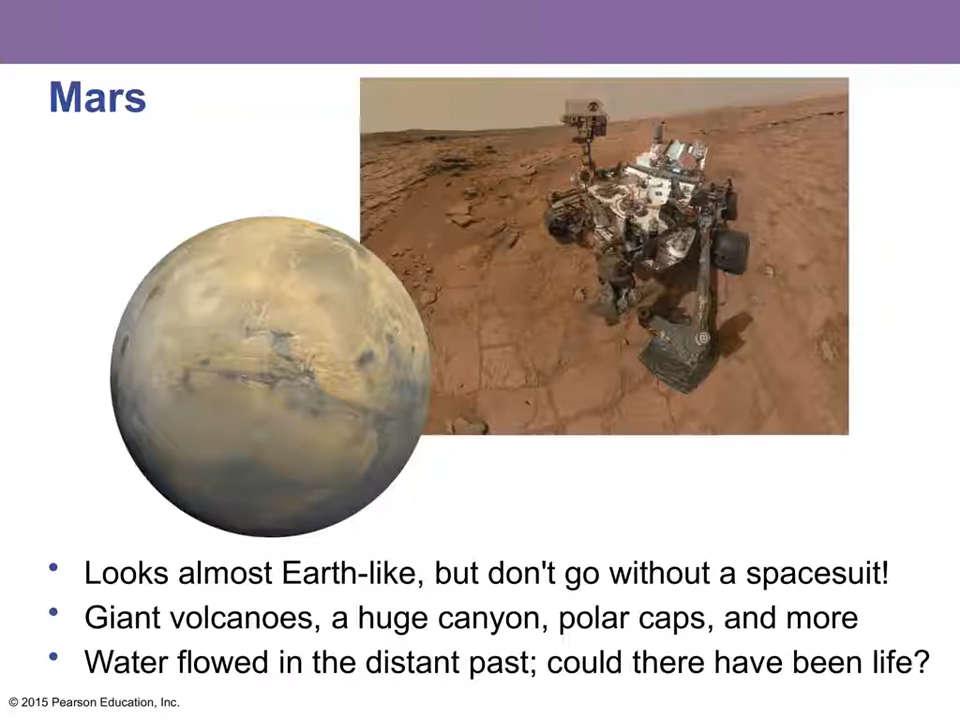 Mars
• Looks almost Earth-like, but don't go without a spacesuit!
• Giant volcanoes, a huge canyon, polar caps, and more
• Water flowed in the distant past; could there have been life?
© 2015 Pearson Education, Inc.